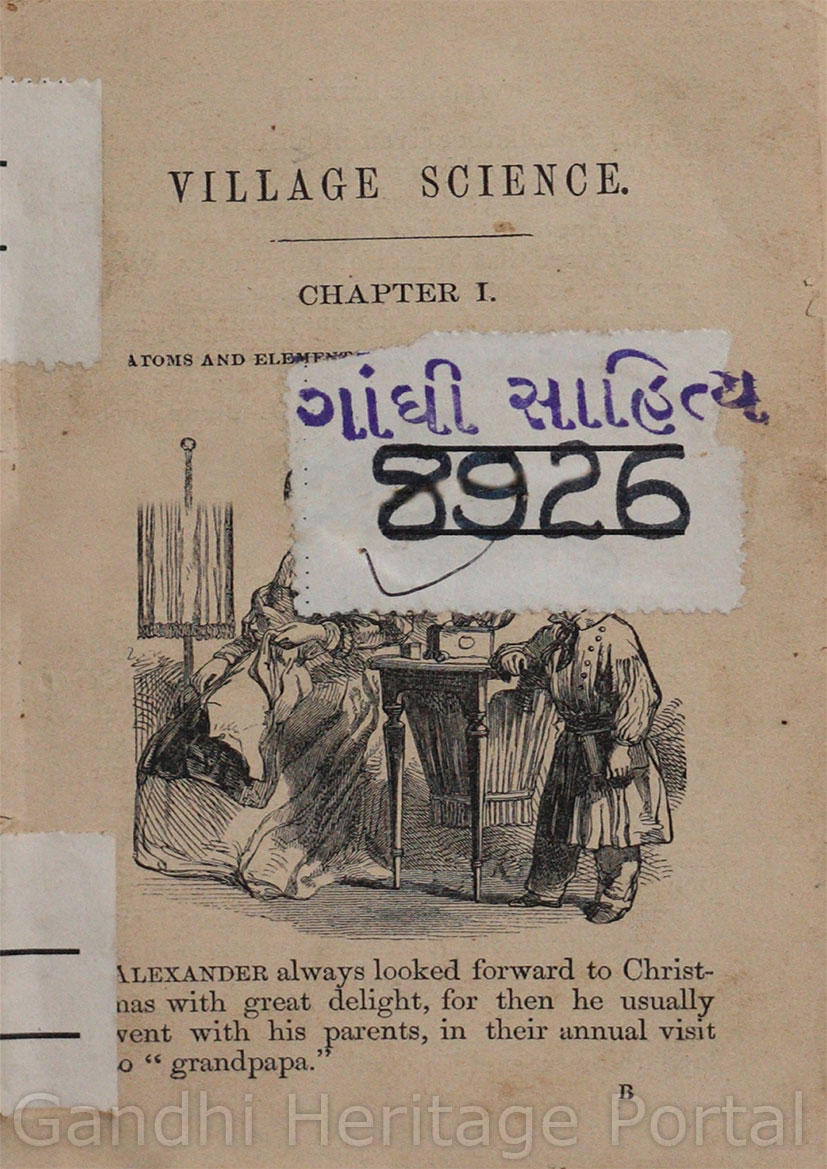 VILLAGE SCIENCE.
CHAPTER I.
ATOMS AND
ગાંધી સાહિત્ય
8926
ALEXANDER always looked forward to Christ-
mas with great delight, for then he usually
went with his parents, in their annual visit
to “ grandpapa.”
B
Gandhi Heritage Portal